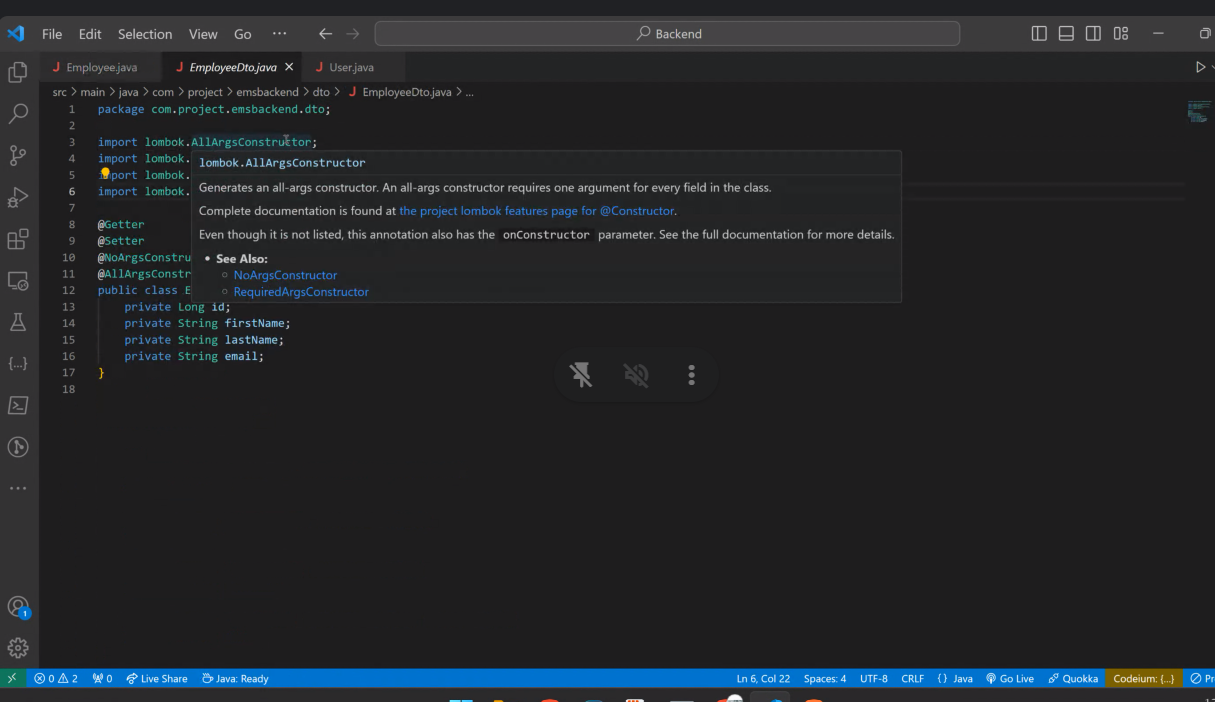 File Edit Selection View Go ··· Backend
Employee.java EmployeeDto.java User.java
src > main > java > com > project > emsbackend > dto > EmployeeDto.java > ...
1 package com.project.emsbackend.dto;
2
3 import lombok.AllArgsConstructor;
4 import lombok.
5 import lombok.
6 import lombok.
7
8 @Getter
9 @Setter
10 @NoArgsConstru
11 @AllArgsConstr
12 public class E
13 private Long id;
14 private String firstName;
15 private String lastName;
16 private String email;
17 }
18
lombok.AllArgsConstructor
Generates an all-args constructor. An all-args constructor requires one argument for every field in the class.
Complete documentation is found at the project lombok features page for @Constructor.
Even though it is not listed, this annotation also has the onConstructor parameter. See the full documentation for more details.
• See Also:
○ NoArgsConstructor
○ RequiredArgsConstructor
1
0 2 0 Live Share Java: Ready Ln 6, Col 22 Spaces: 4 UTF-8 CRLF {} Java Go Live Quokka Codeium: {...} Pr